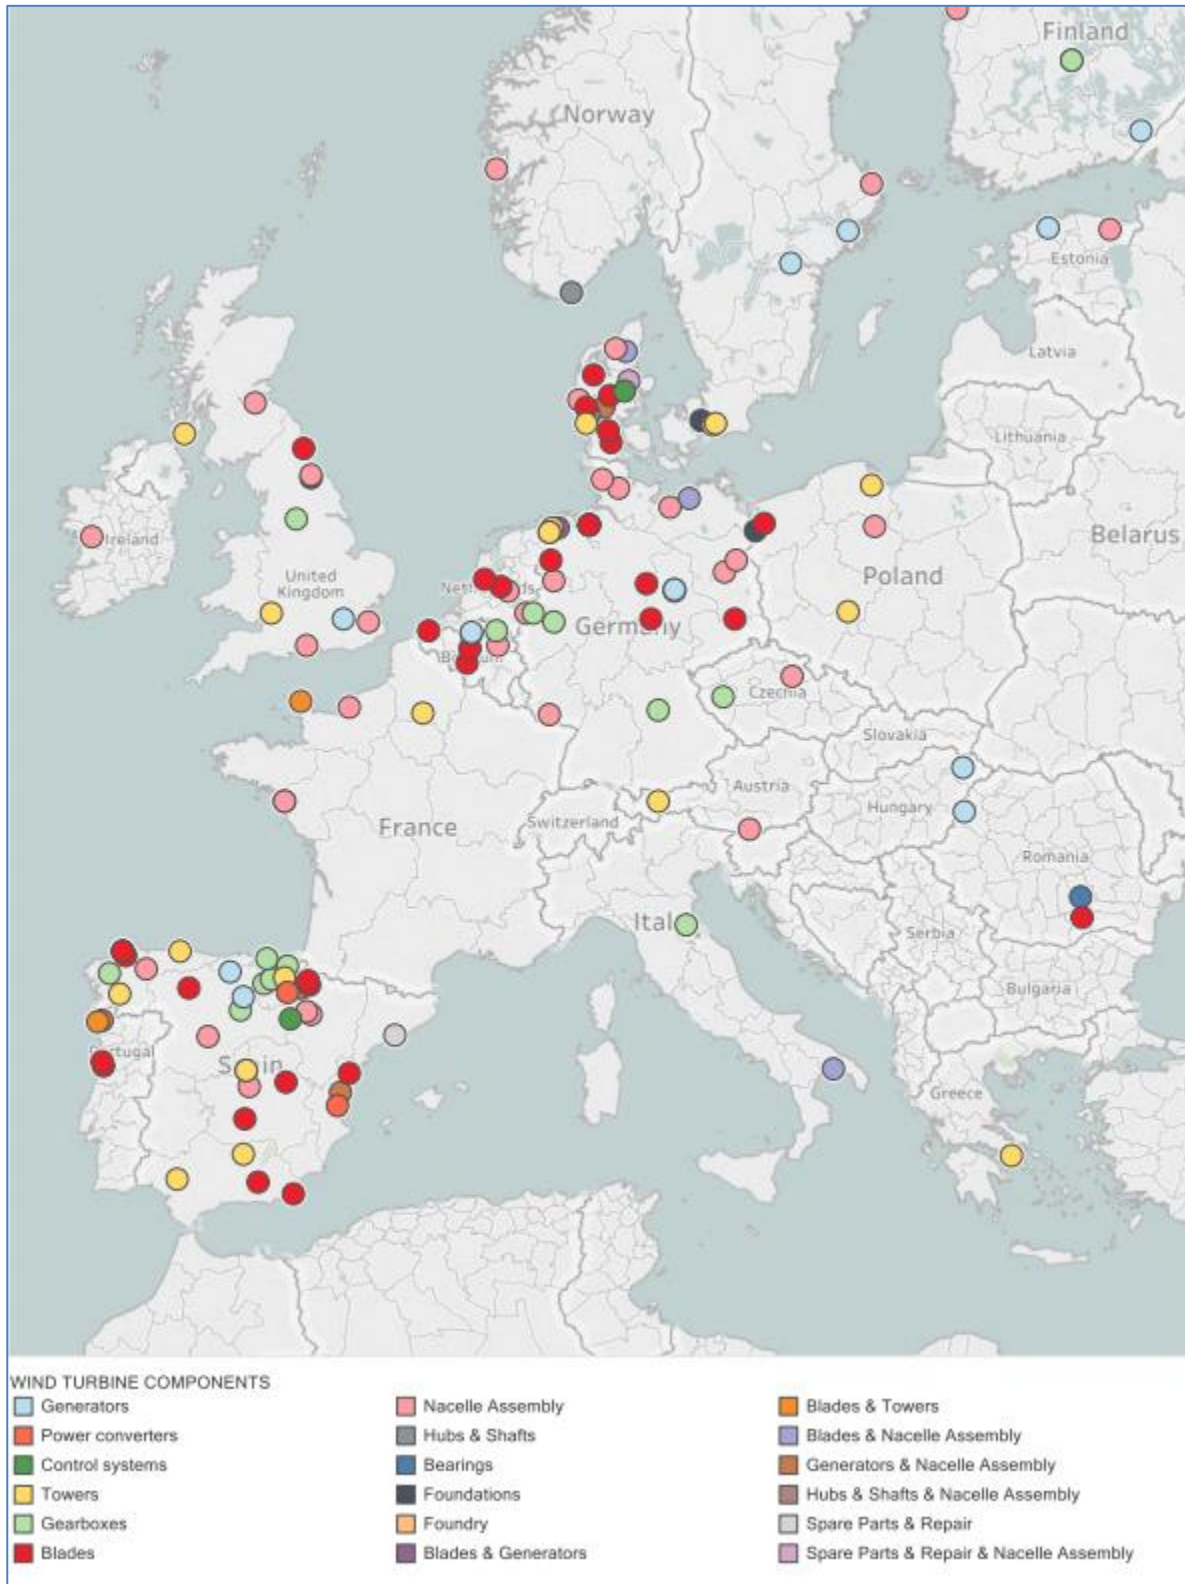 Finland
Norway
Estonia
Latvia
Lithuania
Ireland
Belarus
United
Kingdom
Poland
Germany
Czechia
Slovakia
Austria
Hungary
France
Switzerland
Romania
Serbia
Bulgaria
Greece
WIND TURBINE COMPONENTS
Generators
Power converters
Control systems
Towers
Gearboxes
Blades
Nacelle Assembly
Hubs & Shafts
Bearings
Foundations
Foundry
Blades & Generators
Blades & Towers
Blades & Nacelle Assembly
Generators & Nacelle Assembly
Hubs & Shafts & Nacelle Assembly
Spare Parts & Repair
Spare Parts & Repair & Nacelle Assembly